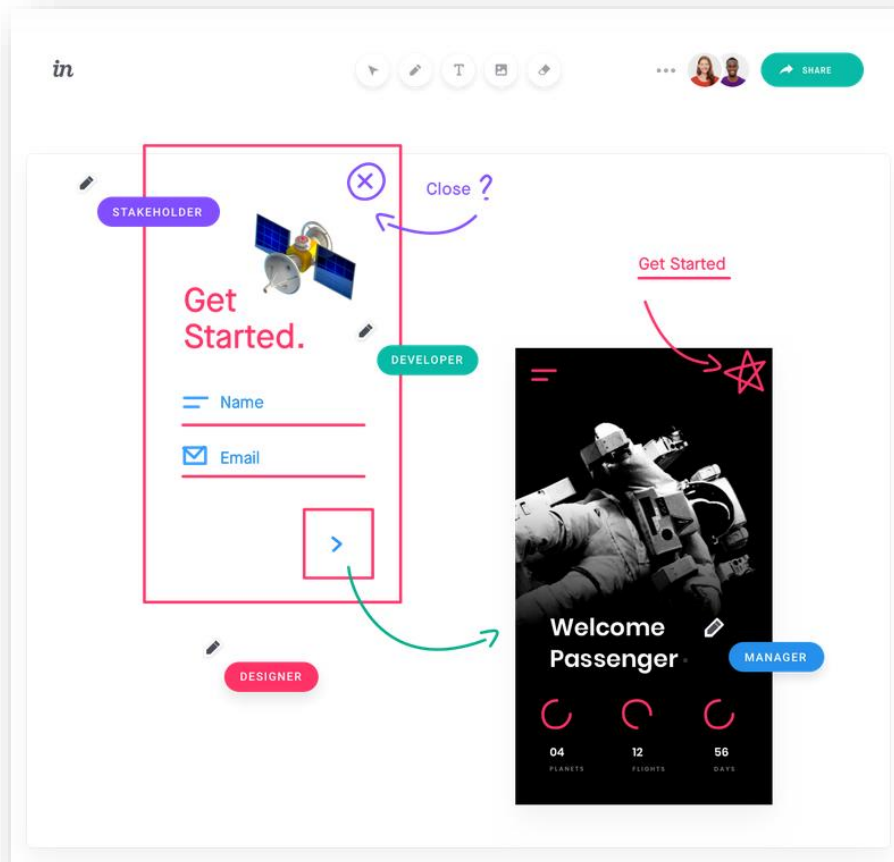 in
T
SHARE
Close ?
STAKEHOLDER
Get
Started.
Get Started
DEVELOPER
Name
Email
Welcome
Passenger
MANAGER
DESIGNER
04
12
56
PLANETS
FLIGHTS
DAYS